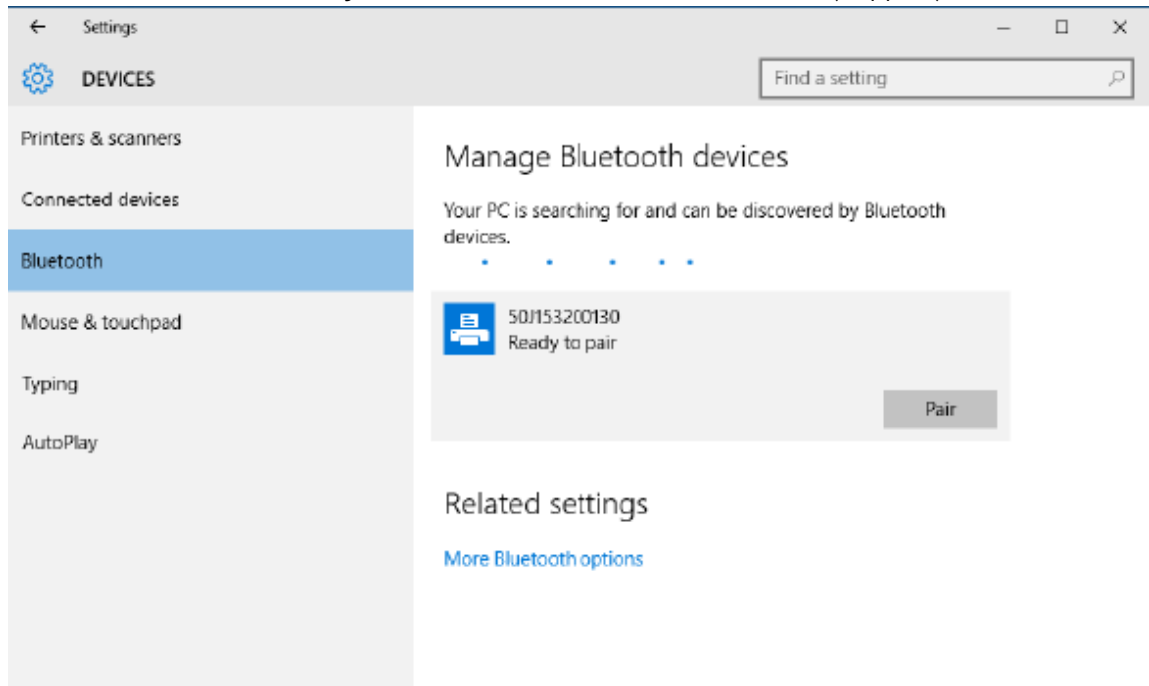 Settings
DEVICES
Find a setting
Printers & scanners
Connected devices
Bluetooth
Mouse & touchpad
Typing
AutoPlay
Manage Bluetooth devices
Your PC is searching for and can be discovered by Bluetooth
devices.
50J153200130
Ready to pair
Pair
Related settings
More Bluetooth options